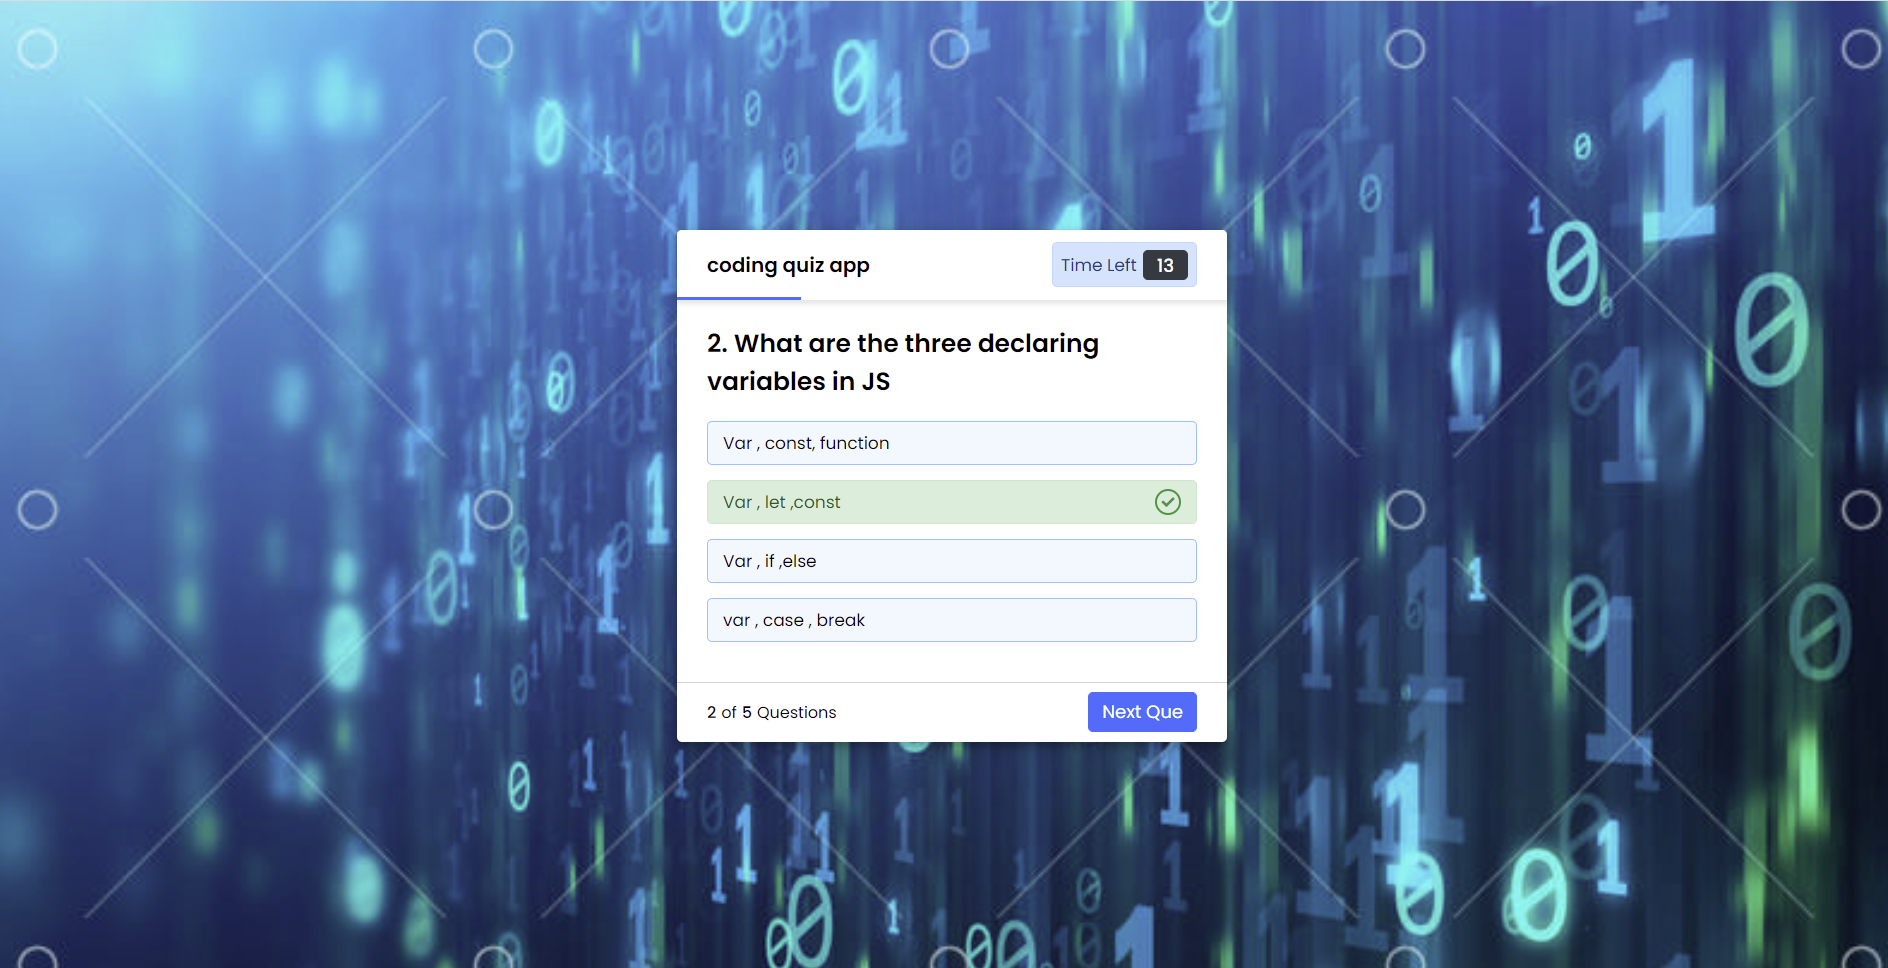 coding quiz app
Time Left 13
2. What are the three declaring
variables in JS
Var , const, function
Var , let ,const
Var , if ,else
var , case , break
2 of 5 Questions
Next Que